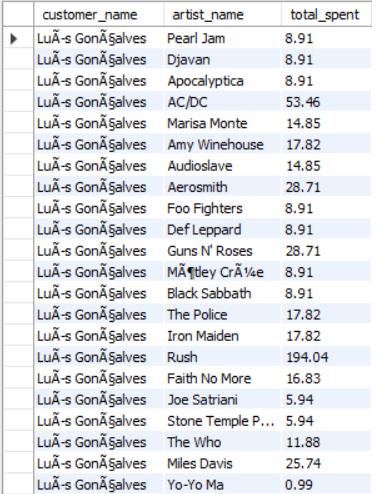 customer_name artist_name total_spent
LuÃ-s GonÃ§alves Pearl Jam 8.91
LuÃ-s GonÃ§alves Djavan 8.91
LuÃ-s GonÃ§alves Apocalyptica 8.91
LuÃ-s GonÃ§alves AC/DC 53.46
LuÃ-s GonÃ§alves Marisa Monte 14.85
LuÃ-s GonÃ§alves Amy Winehouse 17.82
LuÃ-s GonÃ§alves Audioslave 14.85
LuÃ-s GonÃ§alves Aerosmith 28.71
LuÃ-s GonÃ§alves Foo Fighters 8.91
LuÃ-s GonÃ§alves Def Leppard 8.91
LuÃ-s GonÃ§alves Guns N' Roses 28.71
LuÃ-s GonÃ§alves MÃ¶tley CrÃ¼e 8.91
LuÃ-s GonÃ§alves Black Sabbath 8.91
LuÃ-s GonÃ§alves The Police 17.82
LuÃ-s GonÃ§alves Iron Maiden 17.82
LuÃ-s GonÃ§alves Rush 194.04
LuÃ-s GonÃ§alves Faith No More 16.83
LuÃ-s GonÃ§alves Joe Satriani 5.94
LuÃ-s GonÃ§alves Stone Temple P... 5.94
LuÃ-s GonÃ§alves The Who 11.88
LuÃ-s GonÃ§alves Miles Davis 25.74
LuÃ-s GonÃ§alves Yo-Yo Ma 0.99